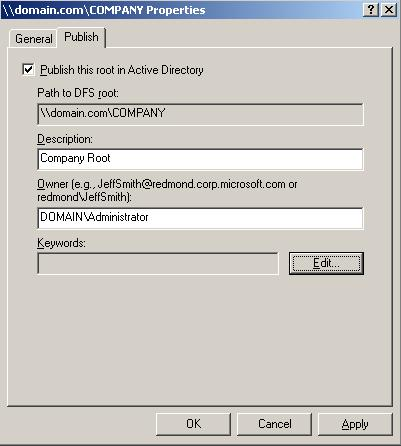 \\domain.com\COMPANY Properties
General
Publish
Publish this root in Active Directory
Path to DFS root:
\\domain.com\COMPANY
Description:
Company Root
Owner (e.g., JeffSmith@redmond.corp.microsoft.com or
redmond\JeffSmith):
DOMAIN\Administrator
Keywords:
Edit...
OK
Cancel
Apply